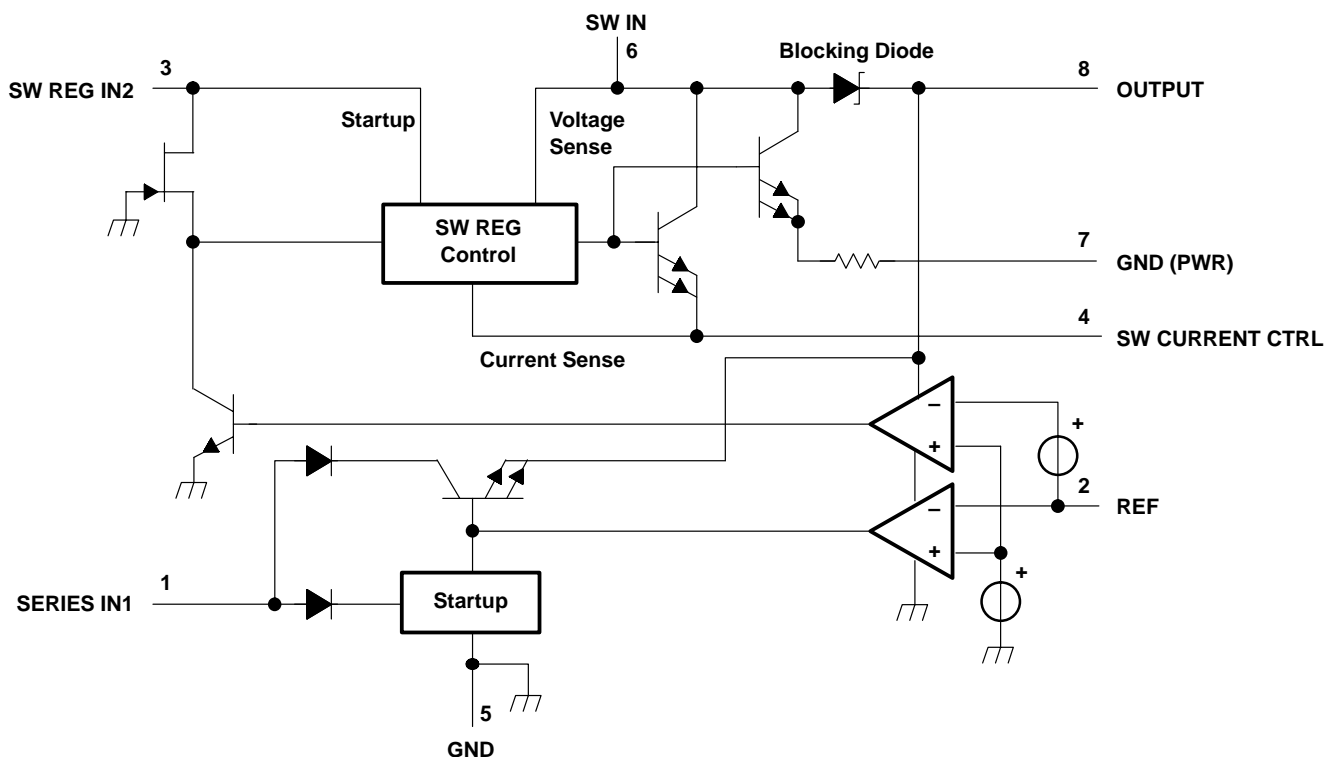 SW IN
6
Blocking Diode
3
8
SW REG IN2
OUTPUT
Startup
Voltage
Sense
SW REG
Control
7
GND (PWR)
4
SW CURRENT CTRL
Current Sense
–
+
+
2
REF
–
+
+
1
SERIES IN1
Startup
5
GND